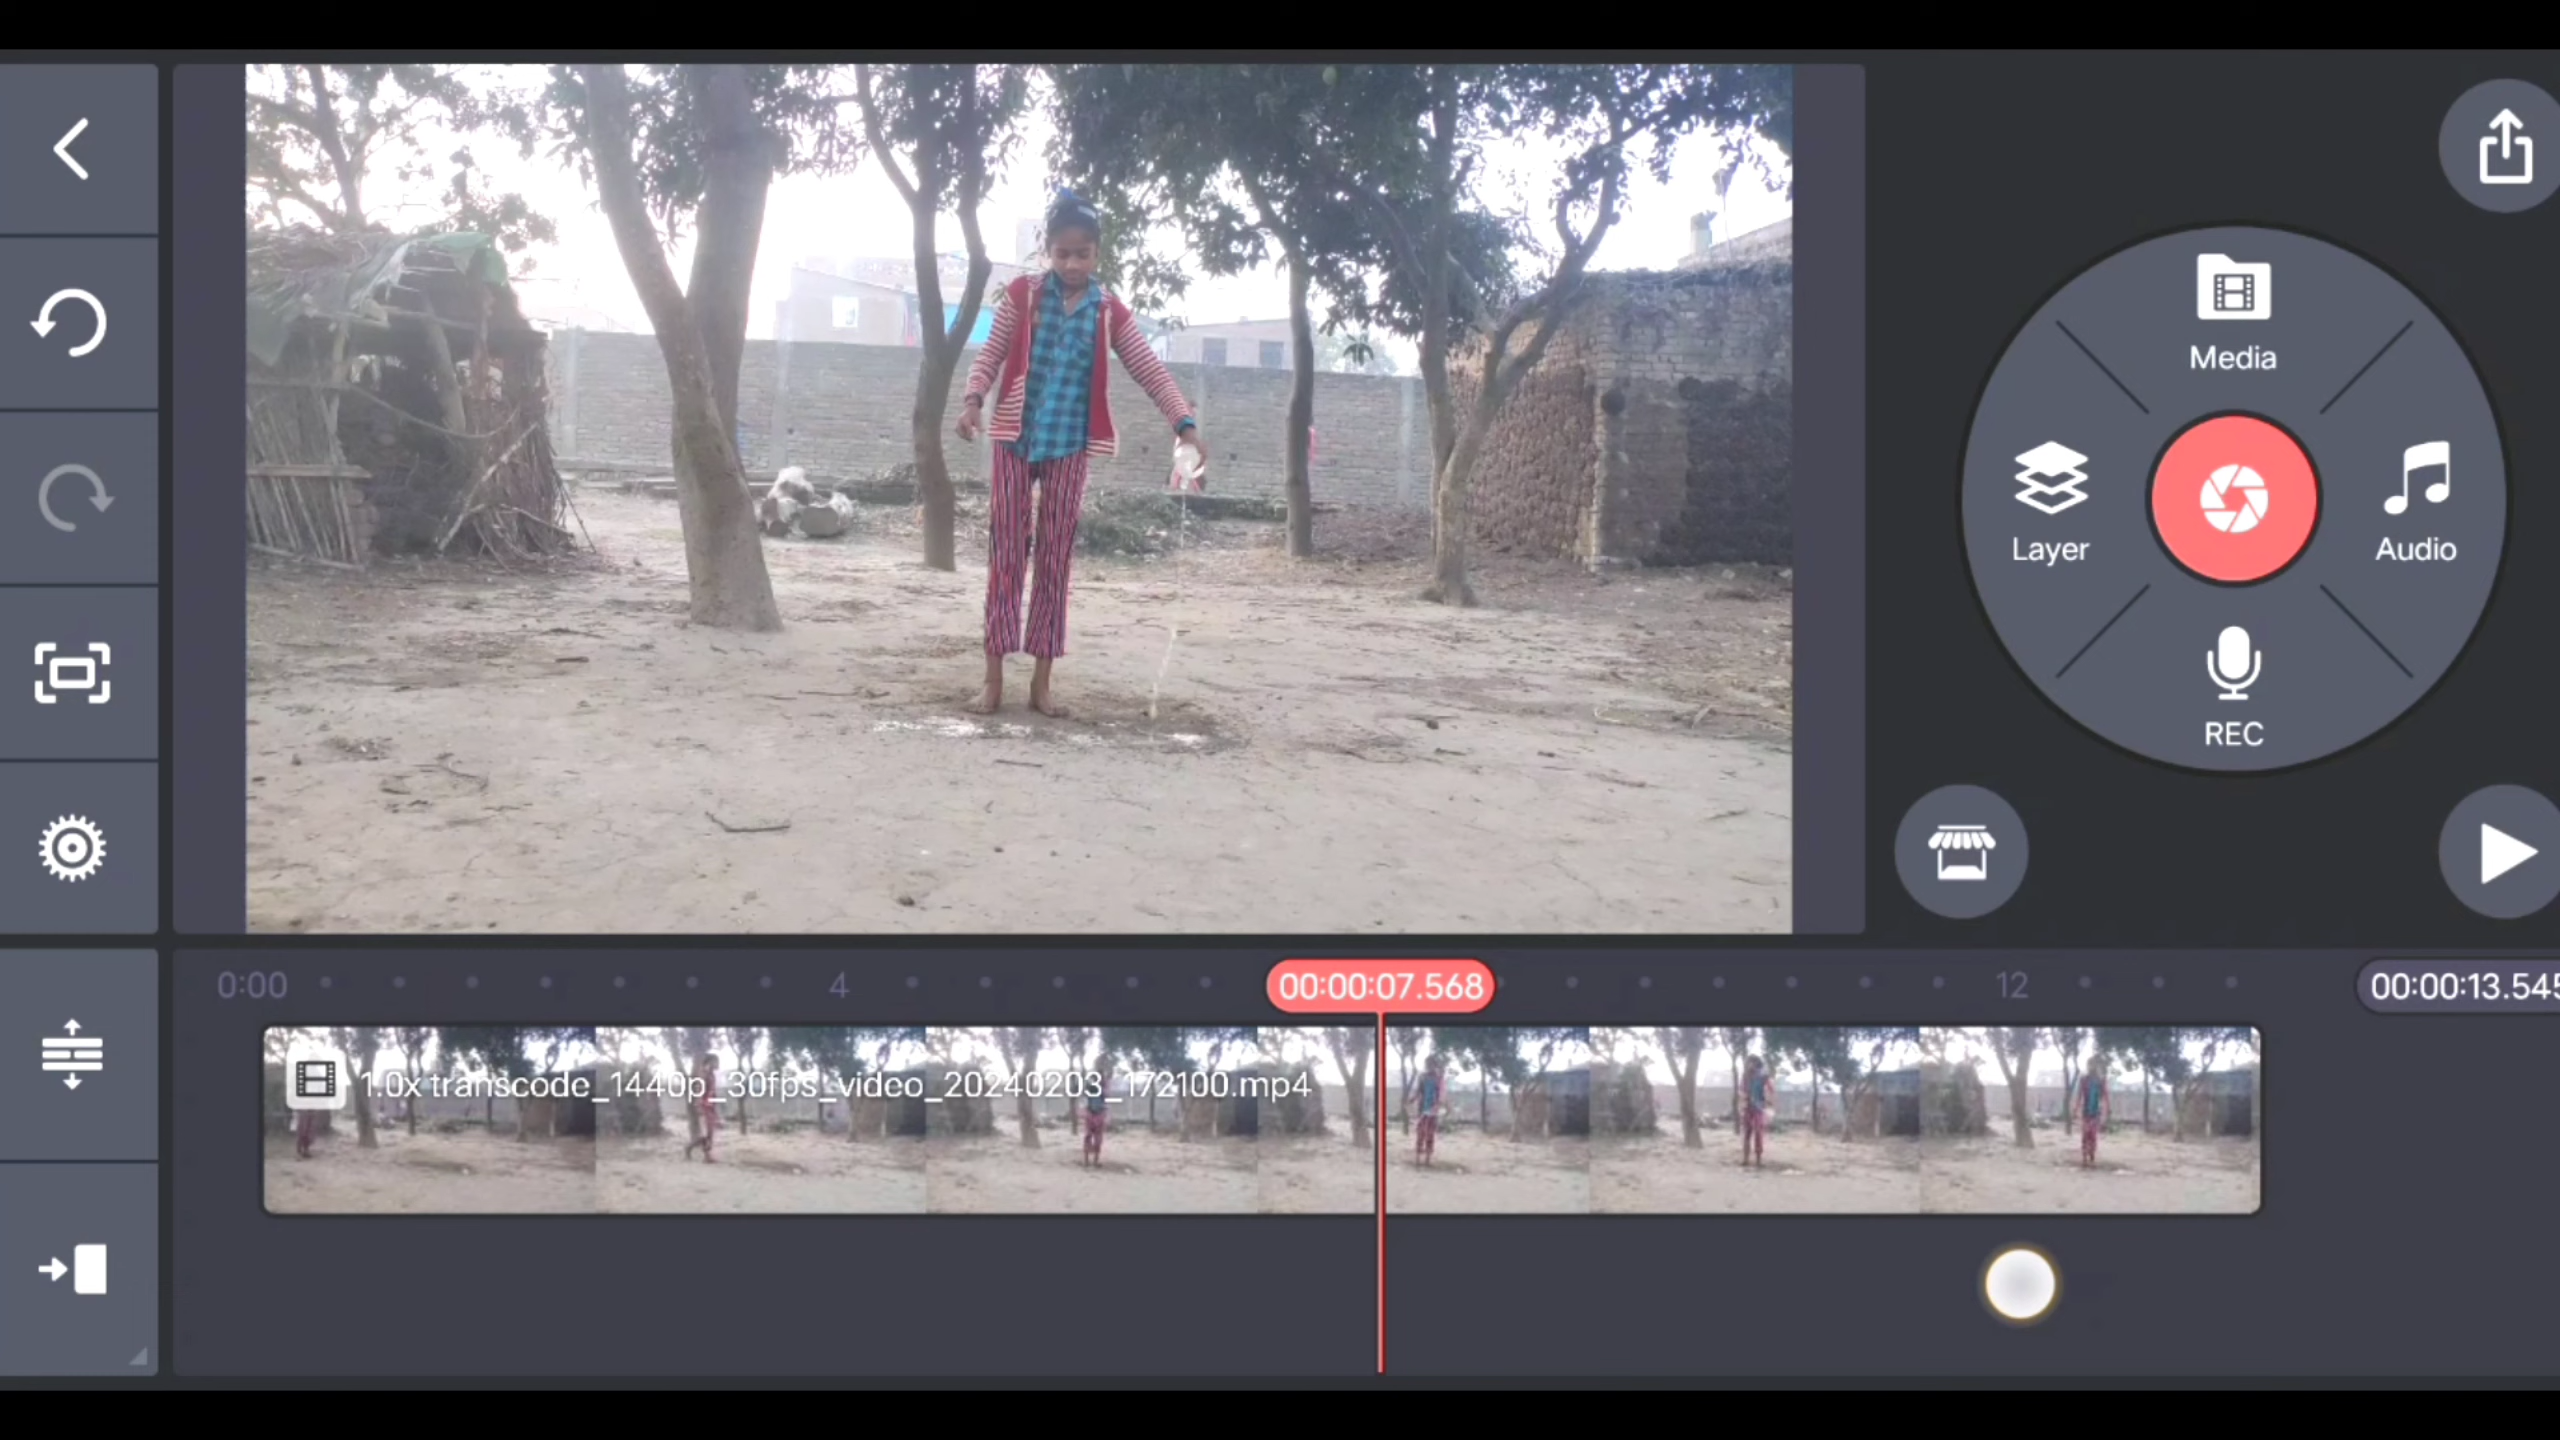 Media
Layer
Audio
REC
0:00
4
00:00:07.568
12
00:00:13.545
1.0x transcode_1440p_30fps_video_20240203_172100.mp4